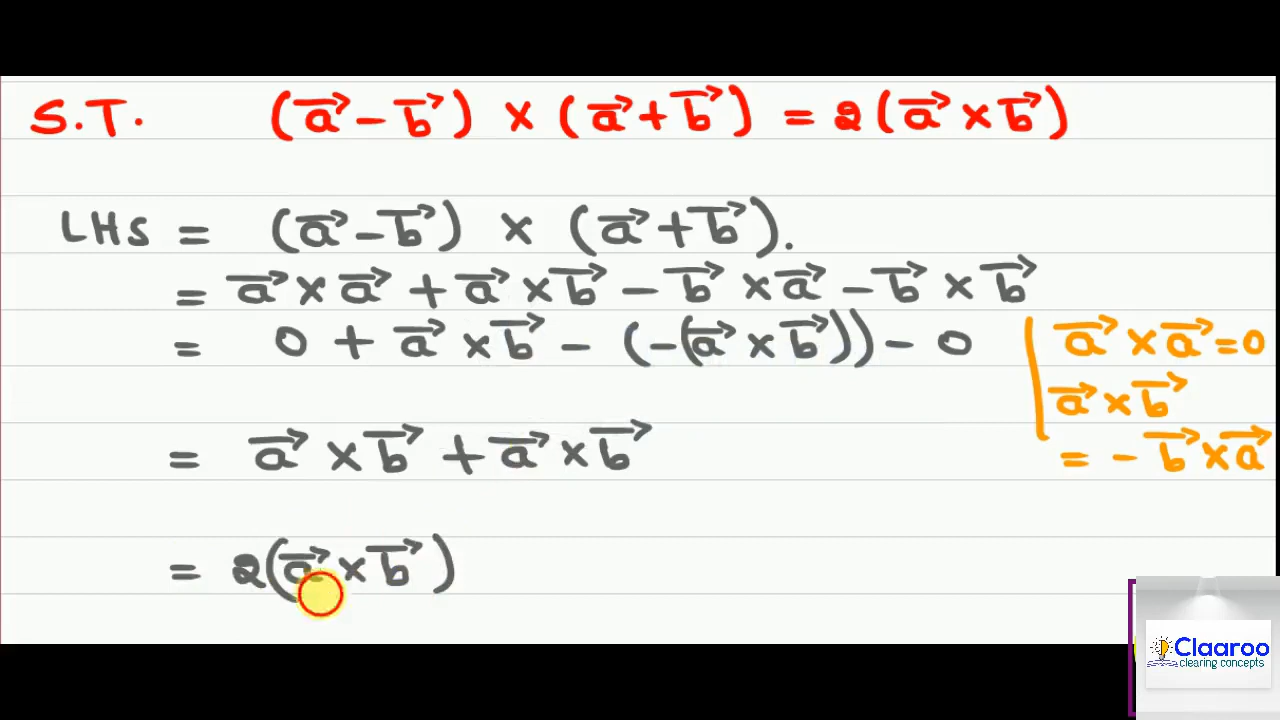 S.T. (a⃗ - b⃗) × (a⃗ + b⃗) = 2(a⃗ × b⃗)
LHS = (a⃗ - b⃗) × (a⃗ + b⃗).
= a⃗ × a⃗ + a⃗ × b⃗ - b⃗ × a⃗ - b⃗ × b⃗
= 0 + a⃗ × b⃗ - (-(a⃗ × b⃗)) - 0
a⃗ × a⃗ = 0
a⃗ × b⃗
= - b⃗ × a⃗
= a⃗ × b⃗ + a⃗ × b⃗
= 2(a⃗ × b⃗)
Claaroo
clearing concepts